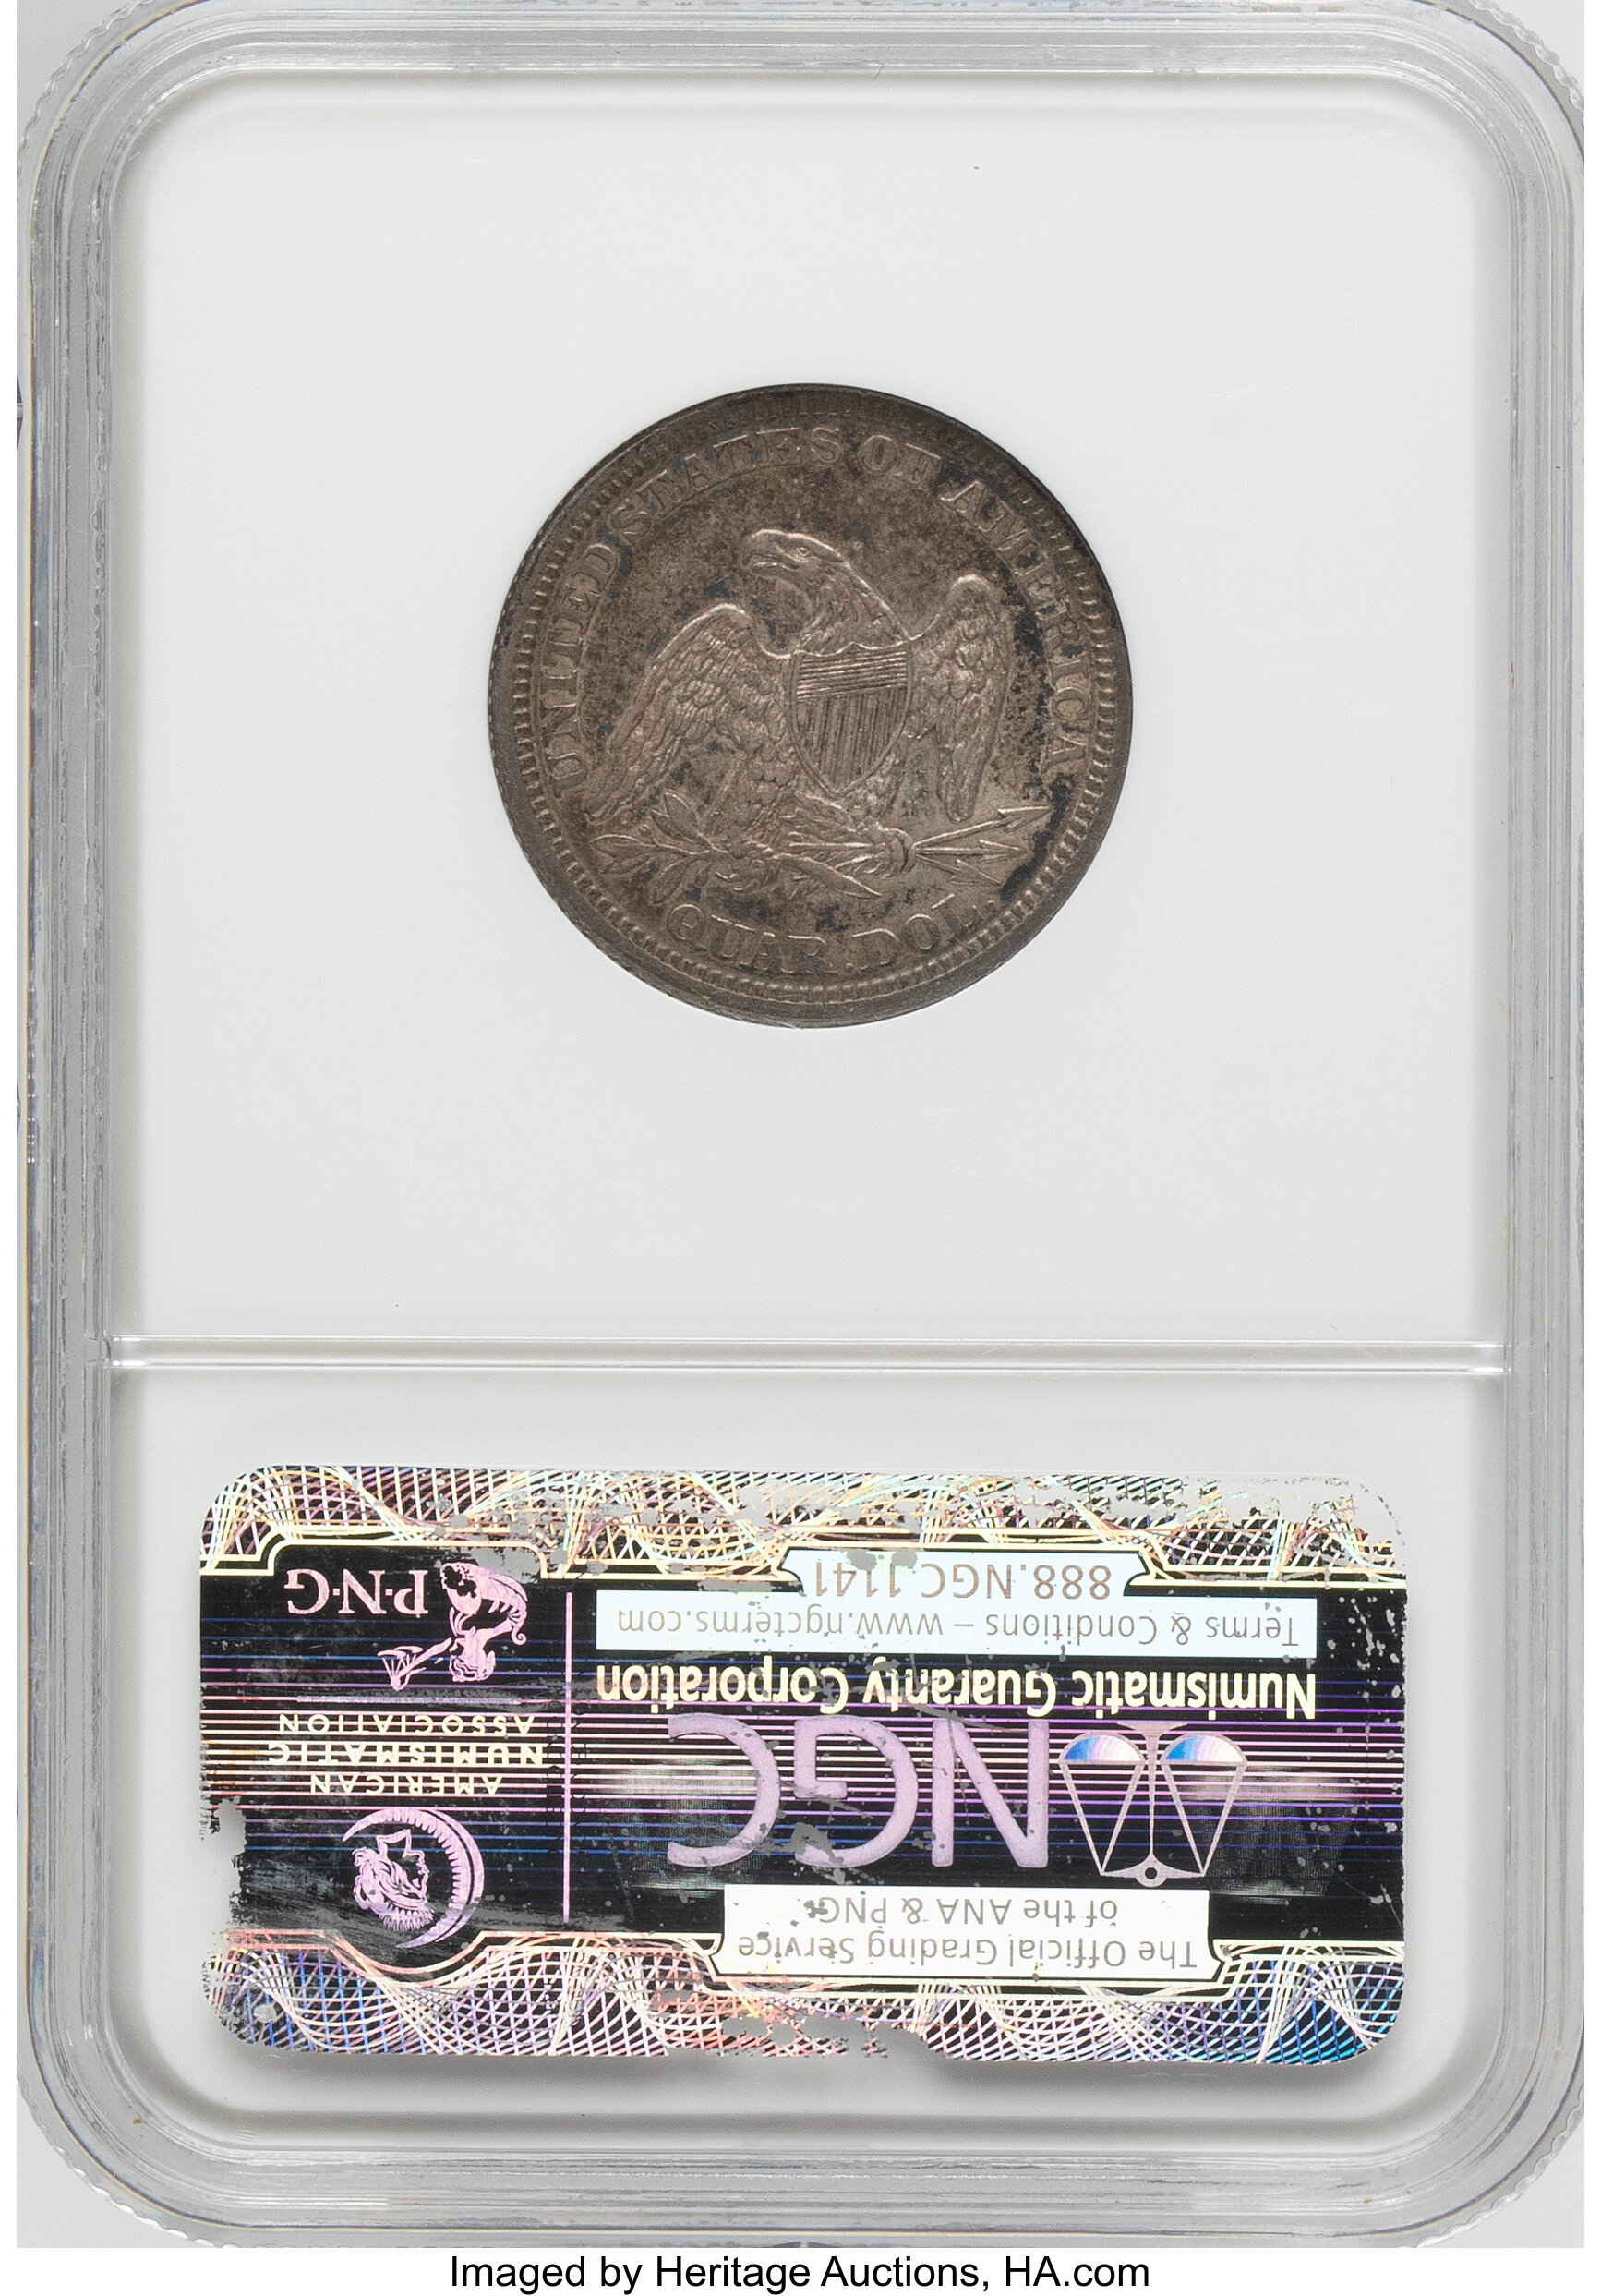 UNITED STATES OF AMERICA
QUAR. DOL.
The Official Grading Service
of the ANA & PNG
NGC
Numismatic Guaranty Corporation
Terms & Conditions – www.ngcterms.com
888.NGC.1141
AMERICAN
NUMISMATIC
ASSOCIATION
P·N·G
Imaged by Heritage Auctions, HA.com